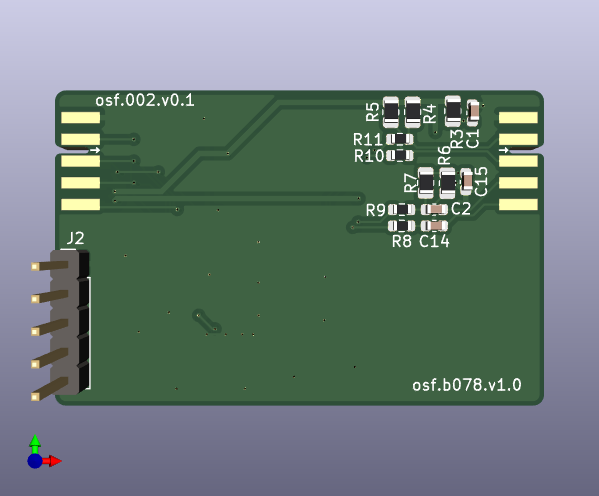 osf.002.v0.1
R5
R4
R3
C1
R11
R10
R6
R7
C15
R9
C2
R8
C14
J2
osf.b078.v1.0